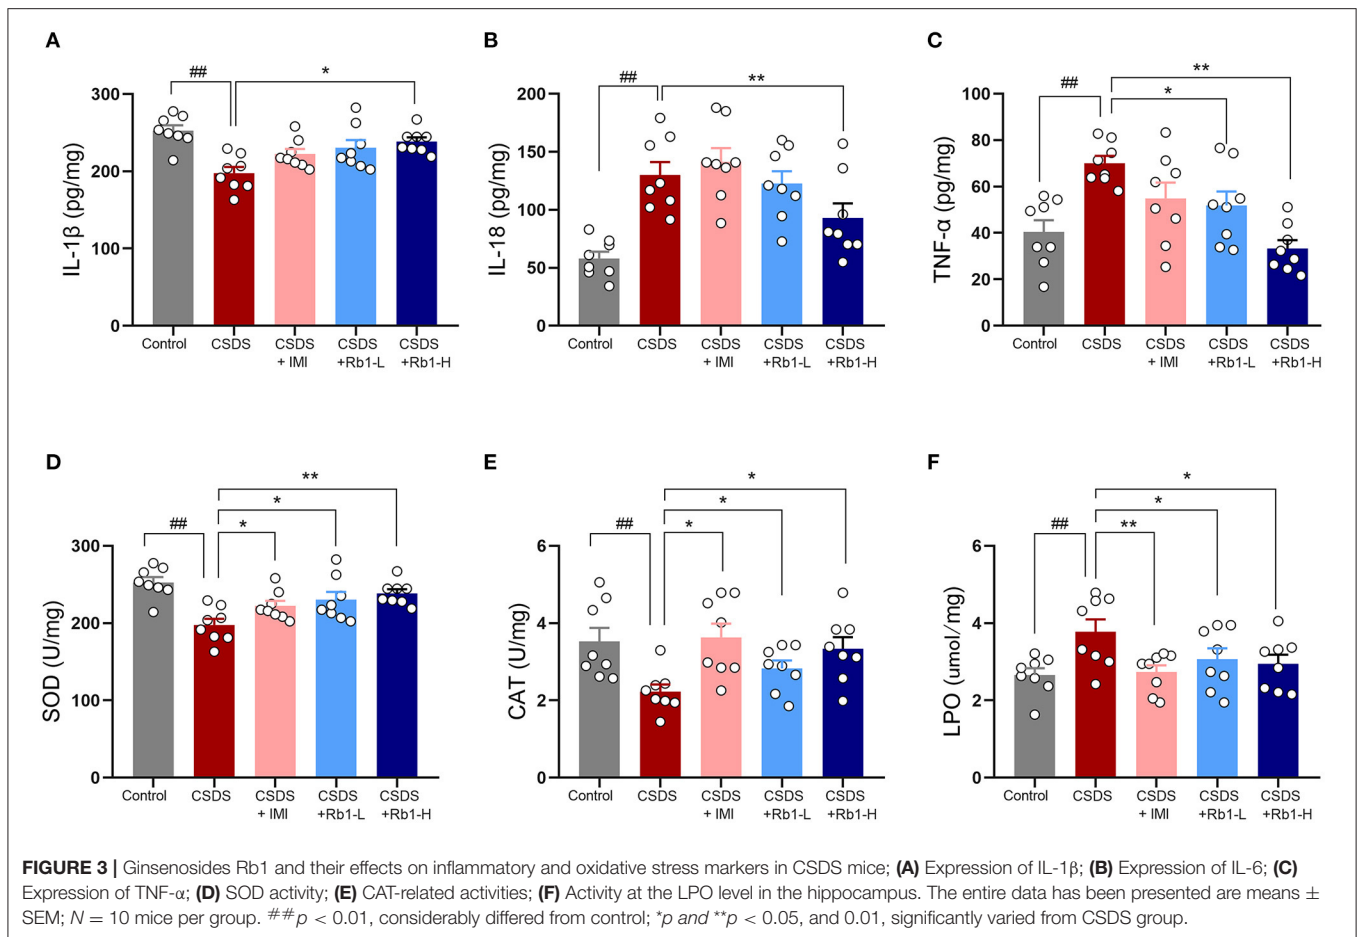 A
B
C
## *
## **
## ** *
IL-1β (pg/mg)
300
200
100
0
Control
CSDS
CSDS + IMI
CSDS +Rb1-L
CSDS +Rb1-H
IL-18 (pg/mg)
200
150
100
50
0
Control
CSDS
CSDS + IMI
CSDS +Rb1-L
CSDS +Rb1-H
TNF-α (pg/mg)
100
80
60
40
20
0
Control
CSDS
CSDS + IMI
CSDS +Rb1-L
CSDS +Rb1-H
D
E
F
## * * **
## * * *
## ** * *
SOD (U/mg)
300
200
100
0
Control
CSDS
CSDS + IMI
CSDS +Rb1-L
CSDS +Rb1-H
CAT (U/mg)
6
4
2
0
Control
CSDS
CSDS + IMI
CSDS +Rb1-L
CSDS +Rb1-H
LPO (umol/mg)
6
4
2
0
Control
CSDS
CSDS + IMI
CSDS +Rb1-L
CSDS +Rb1-H
FIGURE 3 | Ginsenosides Rb1 and their effects on inflammatory and oxidative stress markers in CSDS mice; (A) Expression of IL-1β; (B) Expression of IL-6; (C)
Expression of TNF-α; (D) SOD activity; (E) CAT-related activities; (F) Activity at the LPO level in the hippocampus. The entire data has been presented are means ±
SEM; N = 10 mice per group. ##p < 0.01, considerably differed from control; *p and **p < 0.05, and 0.01, significantly varied from CSDS group.